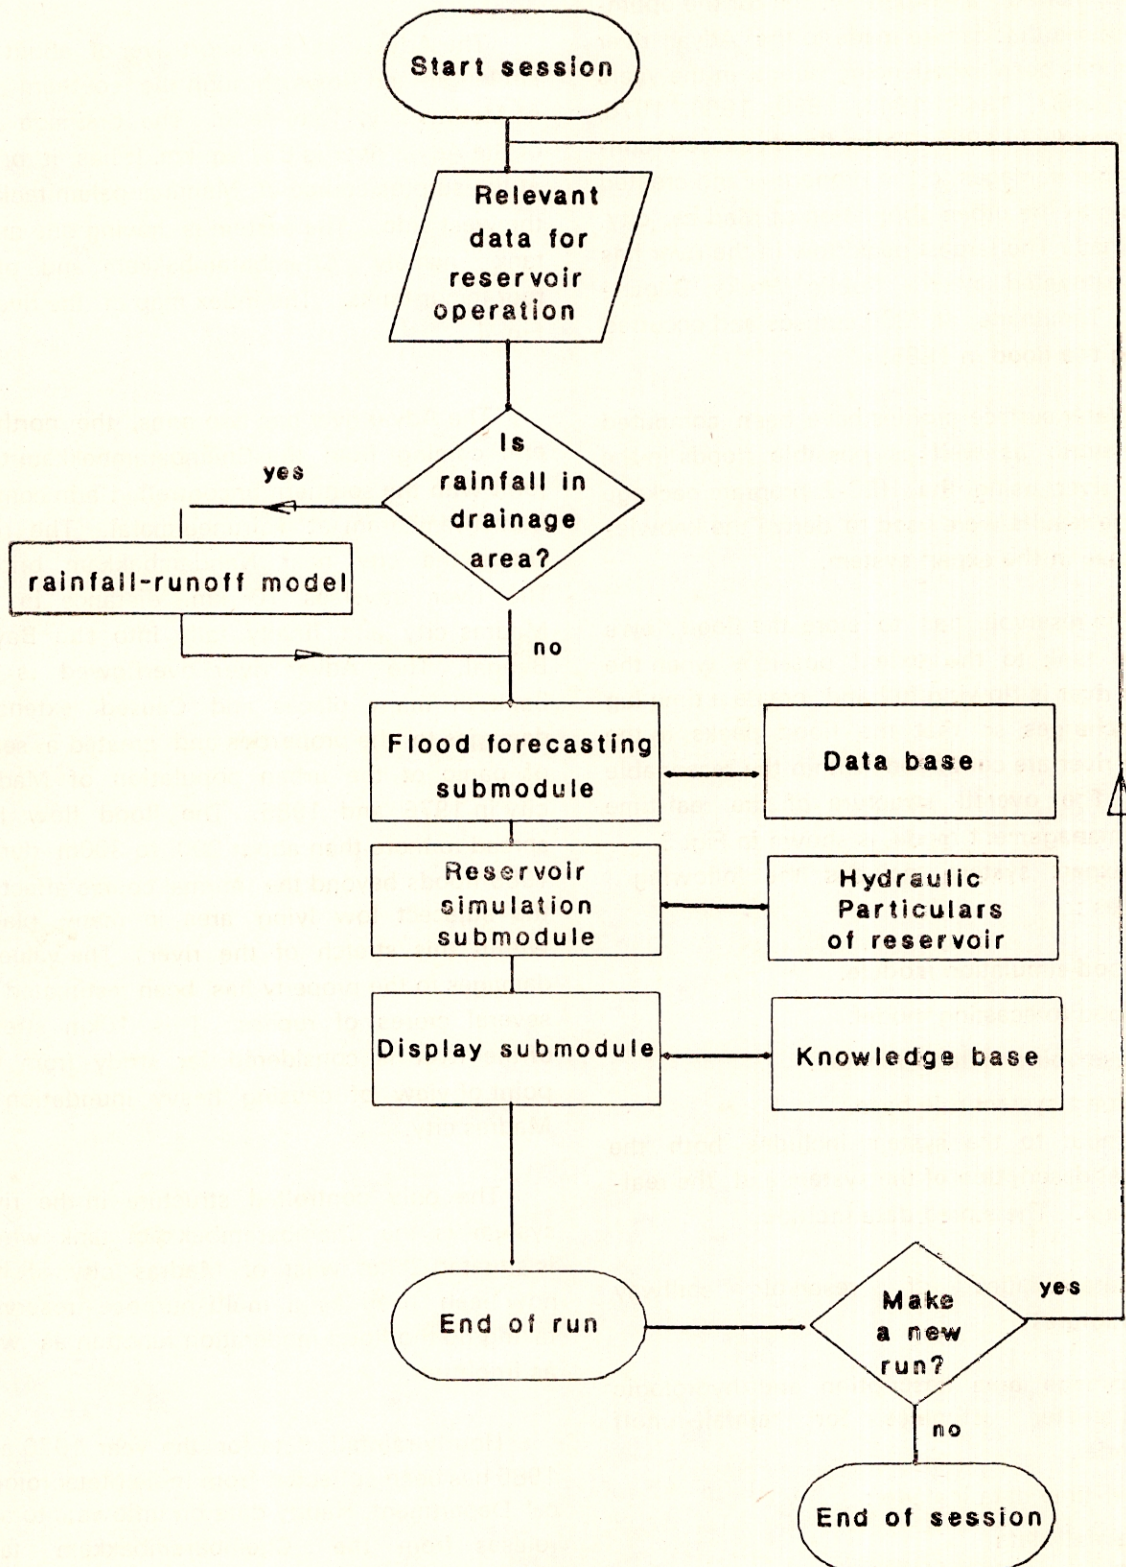 Start session
Relevant
data for
reservoir
operation
Is
rainfall in
drainage
area?
yes
rainfall-runoff model
no
Flood forecasting
submodule
Data base
Reservoir
simulation
submodule
Hydraulic
Particulars
of reservoir
Display submodule
Knowledge base
End of run
Make
a new
run?
yes
no
End of session